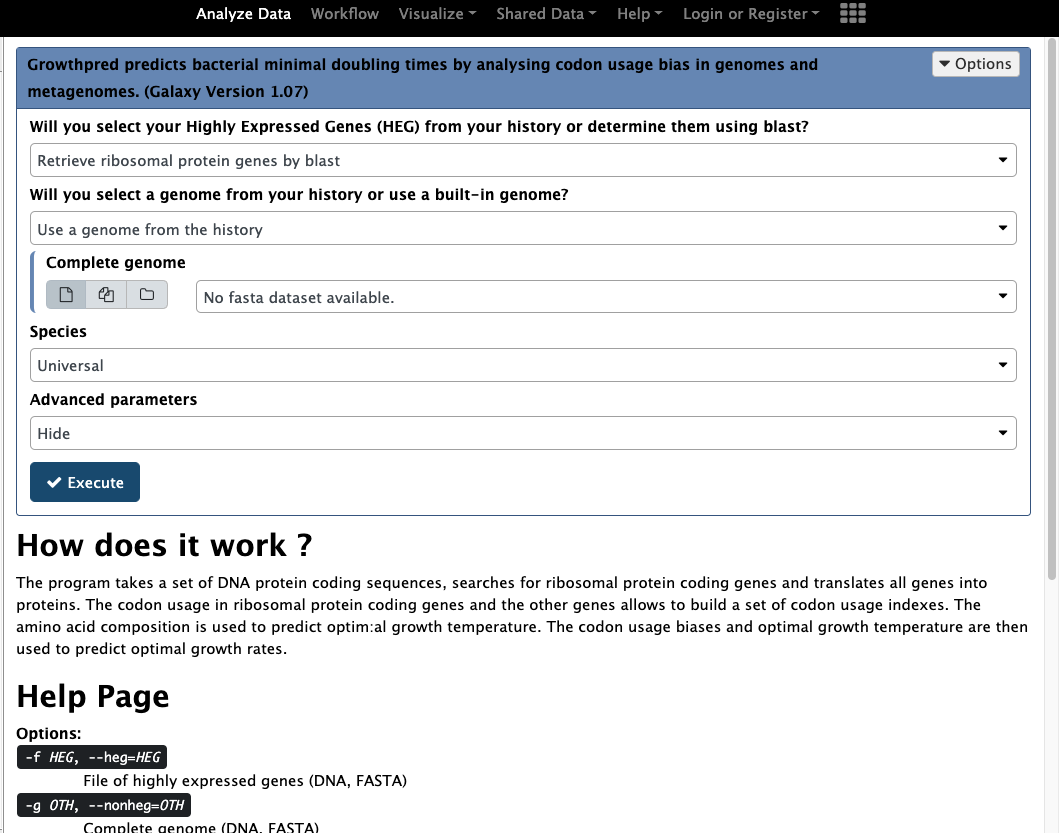 Analyze Data Workflow Visualize Shared Data Help Login or Register
Growthpred predicts bacterial minimal doubling times by analysing codon usage bias in genomes and
metagenomes. (Galaxy Version 1.07)
Options
Will you select your Highly Expressed Genes (HEG) from your history or determine them using blast?
Retrieve ribosomal protein genes by blast
Will you select a genome from your history or use a built-in genome?
Use a genome from the history
Complete genome
No fasta dataset available.
Species
Universal
Advanced parameters
Hide
Execute
How does it work ?
The program takes a set of DNA protein coding sequences, searches for ribosomal protein coding genes and translates all genes into
proteins. The codon usage in ribosomal protein coding genes and the other genes allows to build a set of codon usage indexes. The
amino acid composition is used to predict optim:al growth temperature. The codon usage biases and optimal growth temperature are then
used to predict optimal growth rates.
Help Page
Options:
-f HEG, --heg=HEG
File of highly expressed genes (DNA, FASTA)
-g OTH, --nonheg=OTH
Complete genome (DNA, FASTA)